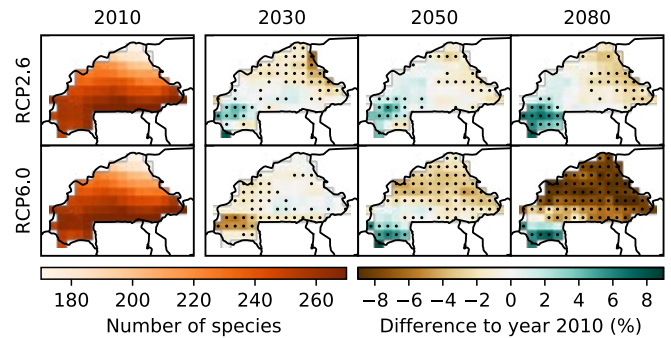 2010 2030 2050 2080
RCP2.6
RCP6.0
180 200 220 240 260 −8 −6 −4 −2 0 2 4 6 8
Number of species Difference to year 2010 (%)